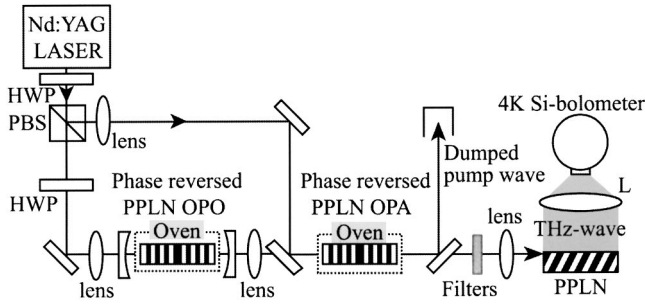 Nd:YAG
LASER
HWP
PBS
lens
HWP
Phase reversed
PPLN OPO
Oven
lens
lens
Phase reversed
PPLN OPA
Oven
Dumped
pump wave
Filters
lens
4K Si-bolometer
L
THz-wave
PPLN